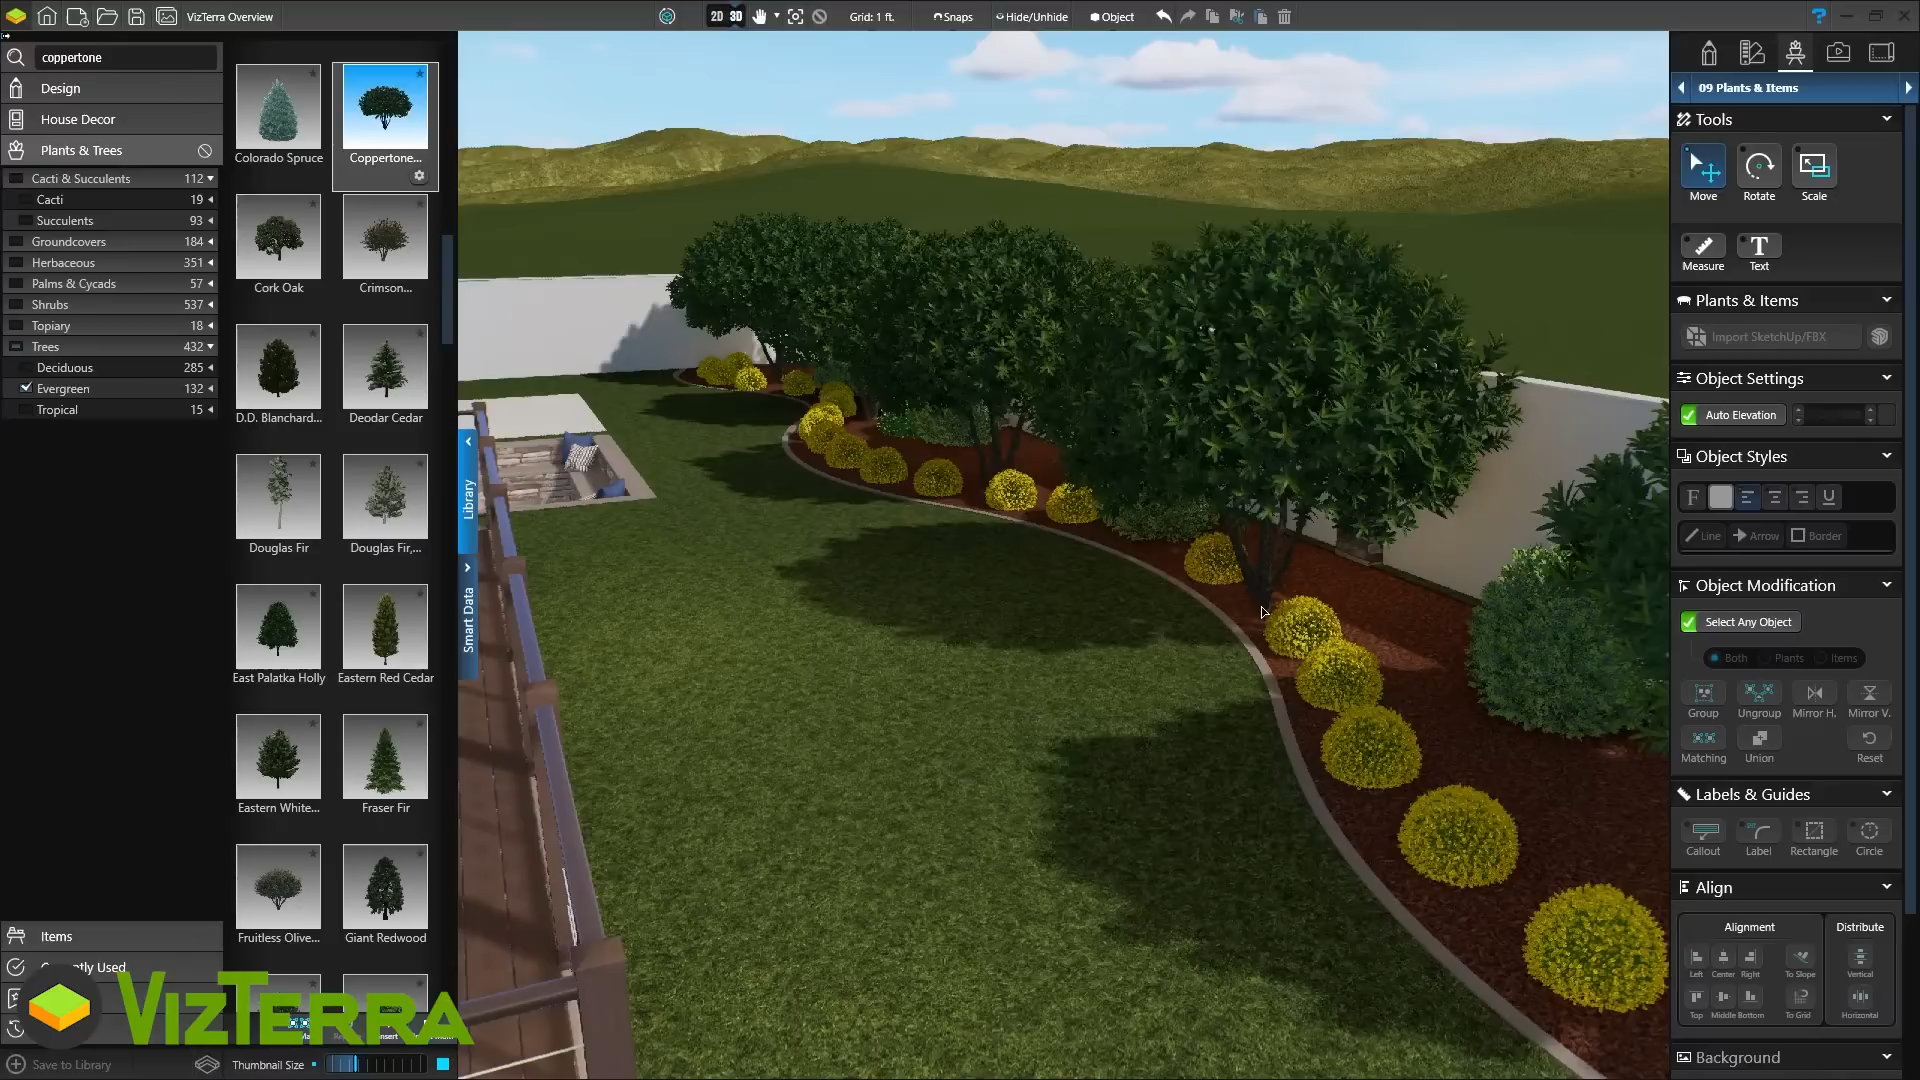 VizTerra Overview
2D 3D
Grid: 1 ft.
Snaps
Hide/Unhide
Object
?
coppertone
Design
House Decor
Plants & Trees
Cacti & Succulents 112
Cacti 19
Succulents 93
Groundcovers 184
Herbaceous 351
Palms & Cycads 57
Shrubs 537
Topiary 18
Trees 432
Deciduous 285
Evergreen 132
Tropical 15
Items
Save to Library
Colorado Spruce
Coppertone...
Cork Oak
Crimson...
D.D. Blanchard...
Deodar Cedar
Douglas Fir
Douglas Fir,...
East Palatka Holly
Eastern Red Cedar
Eastern White...
Fraser Fir
Fruitless Olive...
Giant Redwood
Thumbnail Size
VizTerra
Library
Smart Data
09 Plants & Items
Tools
Move
Rotate
Scale
Measure
Text
Plants & Items
Import SketchUp/FBX
Object Settings
Auto Elevation
Object Styles
F
U
Line
Arrow
Border
Object Modification
Select Any Object
Both
Plants
Items
Group
Ungroup
Mirror H.
Mirror V.
Matching
Union
Reset
Labels & Guides
Callout
Label
Rectangle
Circle
Align
Alignment
Distribute
Left
Center
Right
To Slope
Vertical
Top
Middle
Bottom
To Grid
Horizontal
Background